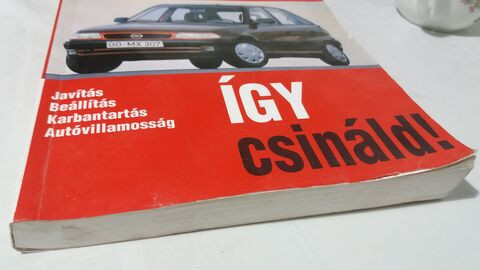 GG-MX 307
Javítás
Beállítás
Karbantartás
Autóvillamosság
ÍGY
csináld!